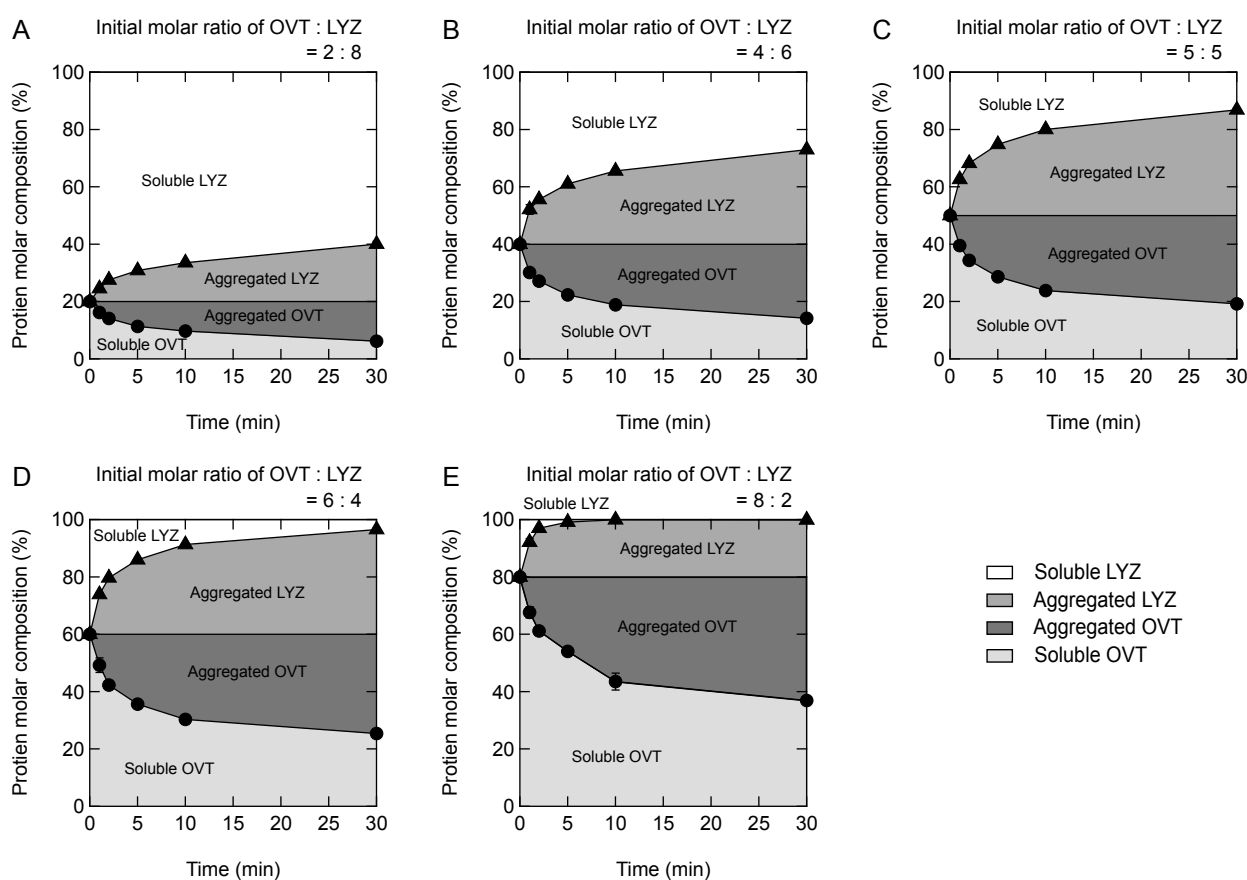 A
Initial molar ratio of OVT : LYZ
= 2 : 8
Protien molar composition (%)
100
80
60
40
20
0
Soluble LYZ
Aggregated LYZ
Aggregated OVT
Soluble OVT
0 5 10 15 20 25 30
Time (min)
B
Initial molar ratio of OVT : LYZ
= 4 : 6
Protien molar composition (%)
100
80
60
40
20
0
Soluble LYZ
Aggregated LYZ
Aggregated OVT
Soluble OVT
0 5 10 15 20 25 30
Time (min)
C
Initial molar ratio of OVT : LYZ
= 5 : 5
Protien molar composition (%)
100
80
60
40
20
0
Soluble LYZ
Aggregated LYZ
Aggregated OVT
Soluble OVT
0 5 10 15 20 25 30
Time (min)
D
Initial molar ratio of OVT : LYZ
= 6 : 4
Protien molar composition (%)
100
80
60
40
20
0
Soluble LYZ
Aggregated LYZ
Aggregated OVT
Soluble OVT
0 5 10 15 20 25 30
Time (min)
E
Initial molar ratio of OVT : LYZ
= 8 : 2
Protien molar composition (%)
Soluble LYZ
100
80
60
40
20
0
Aggregated LYZ
Aggregated OVT
Soluble OVT
0 5 10 15 20 25 30
Time (min)
Soluble LYZ
Aggregated LYZ
Aggregated OVT
Soluble OVT